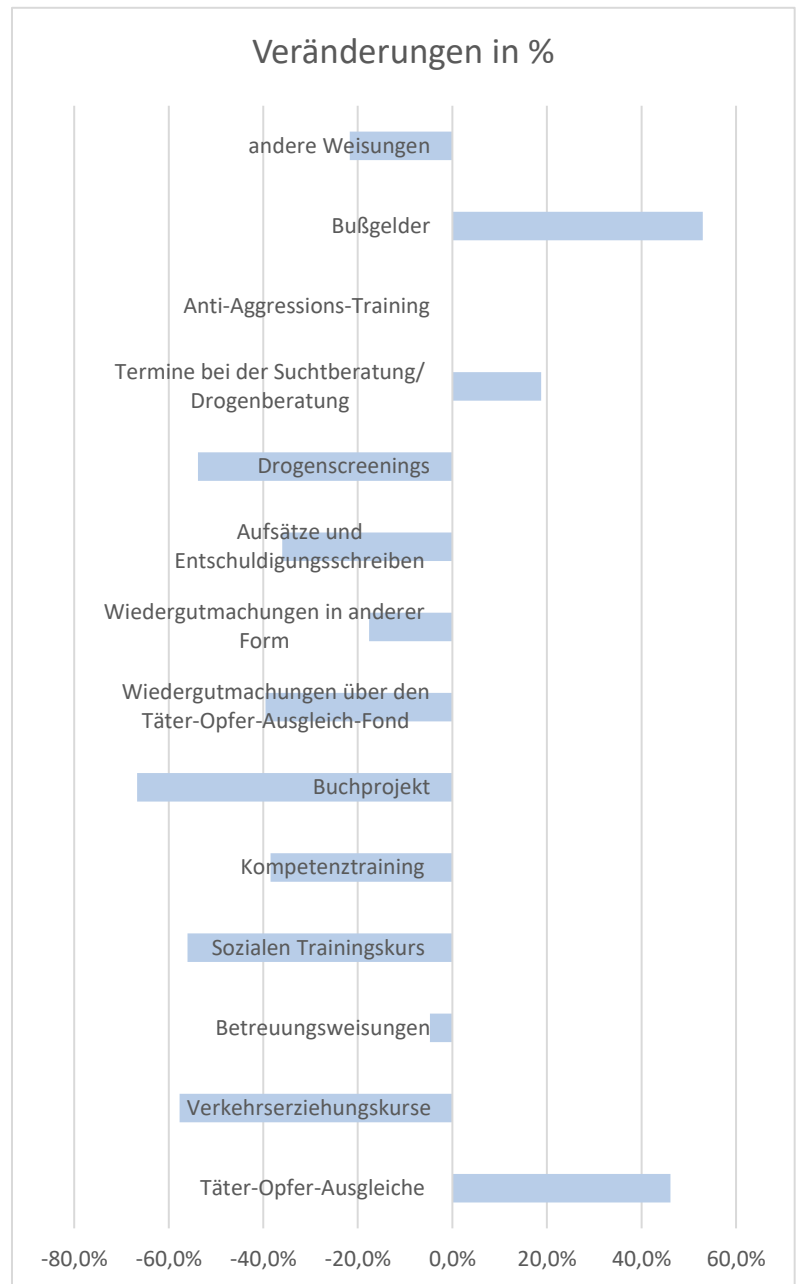 Veränderungen in %
andere Weisungen
Bußgelder
Anti-Aggressions-Training
Termine bei der Suchtberatung/
Drogenberatung
Drogenscreenings
Aufsätze und
Entschuldigungsschreiben
Wiedergutmachungen in anderer
Form
Wiedergutmachungen über den
Täter-Opfer-Ausgleich-Fond
Buchprojekt
Kompetenztraining
Sozialen Trainingskurs
Betreuungsweisungen
Verkehrserziehungskurse
Täter-Opfer-Ausgleiche
-80,0% -60,0% -40,0% -20,0% 0,0% 20,0% 40,0% 60,0%